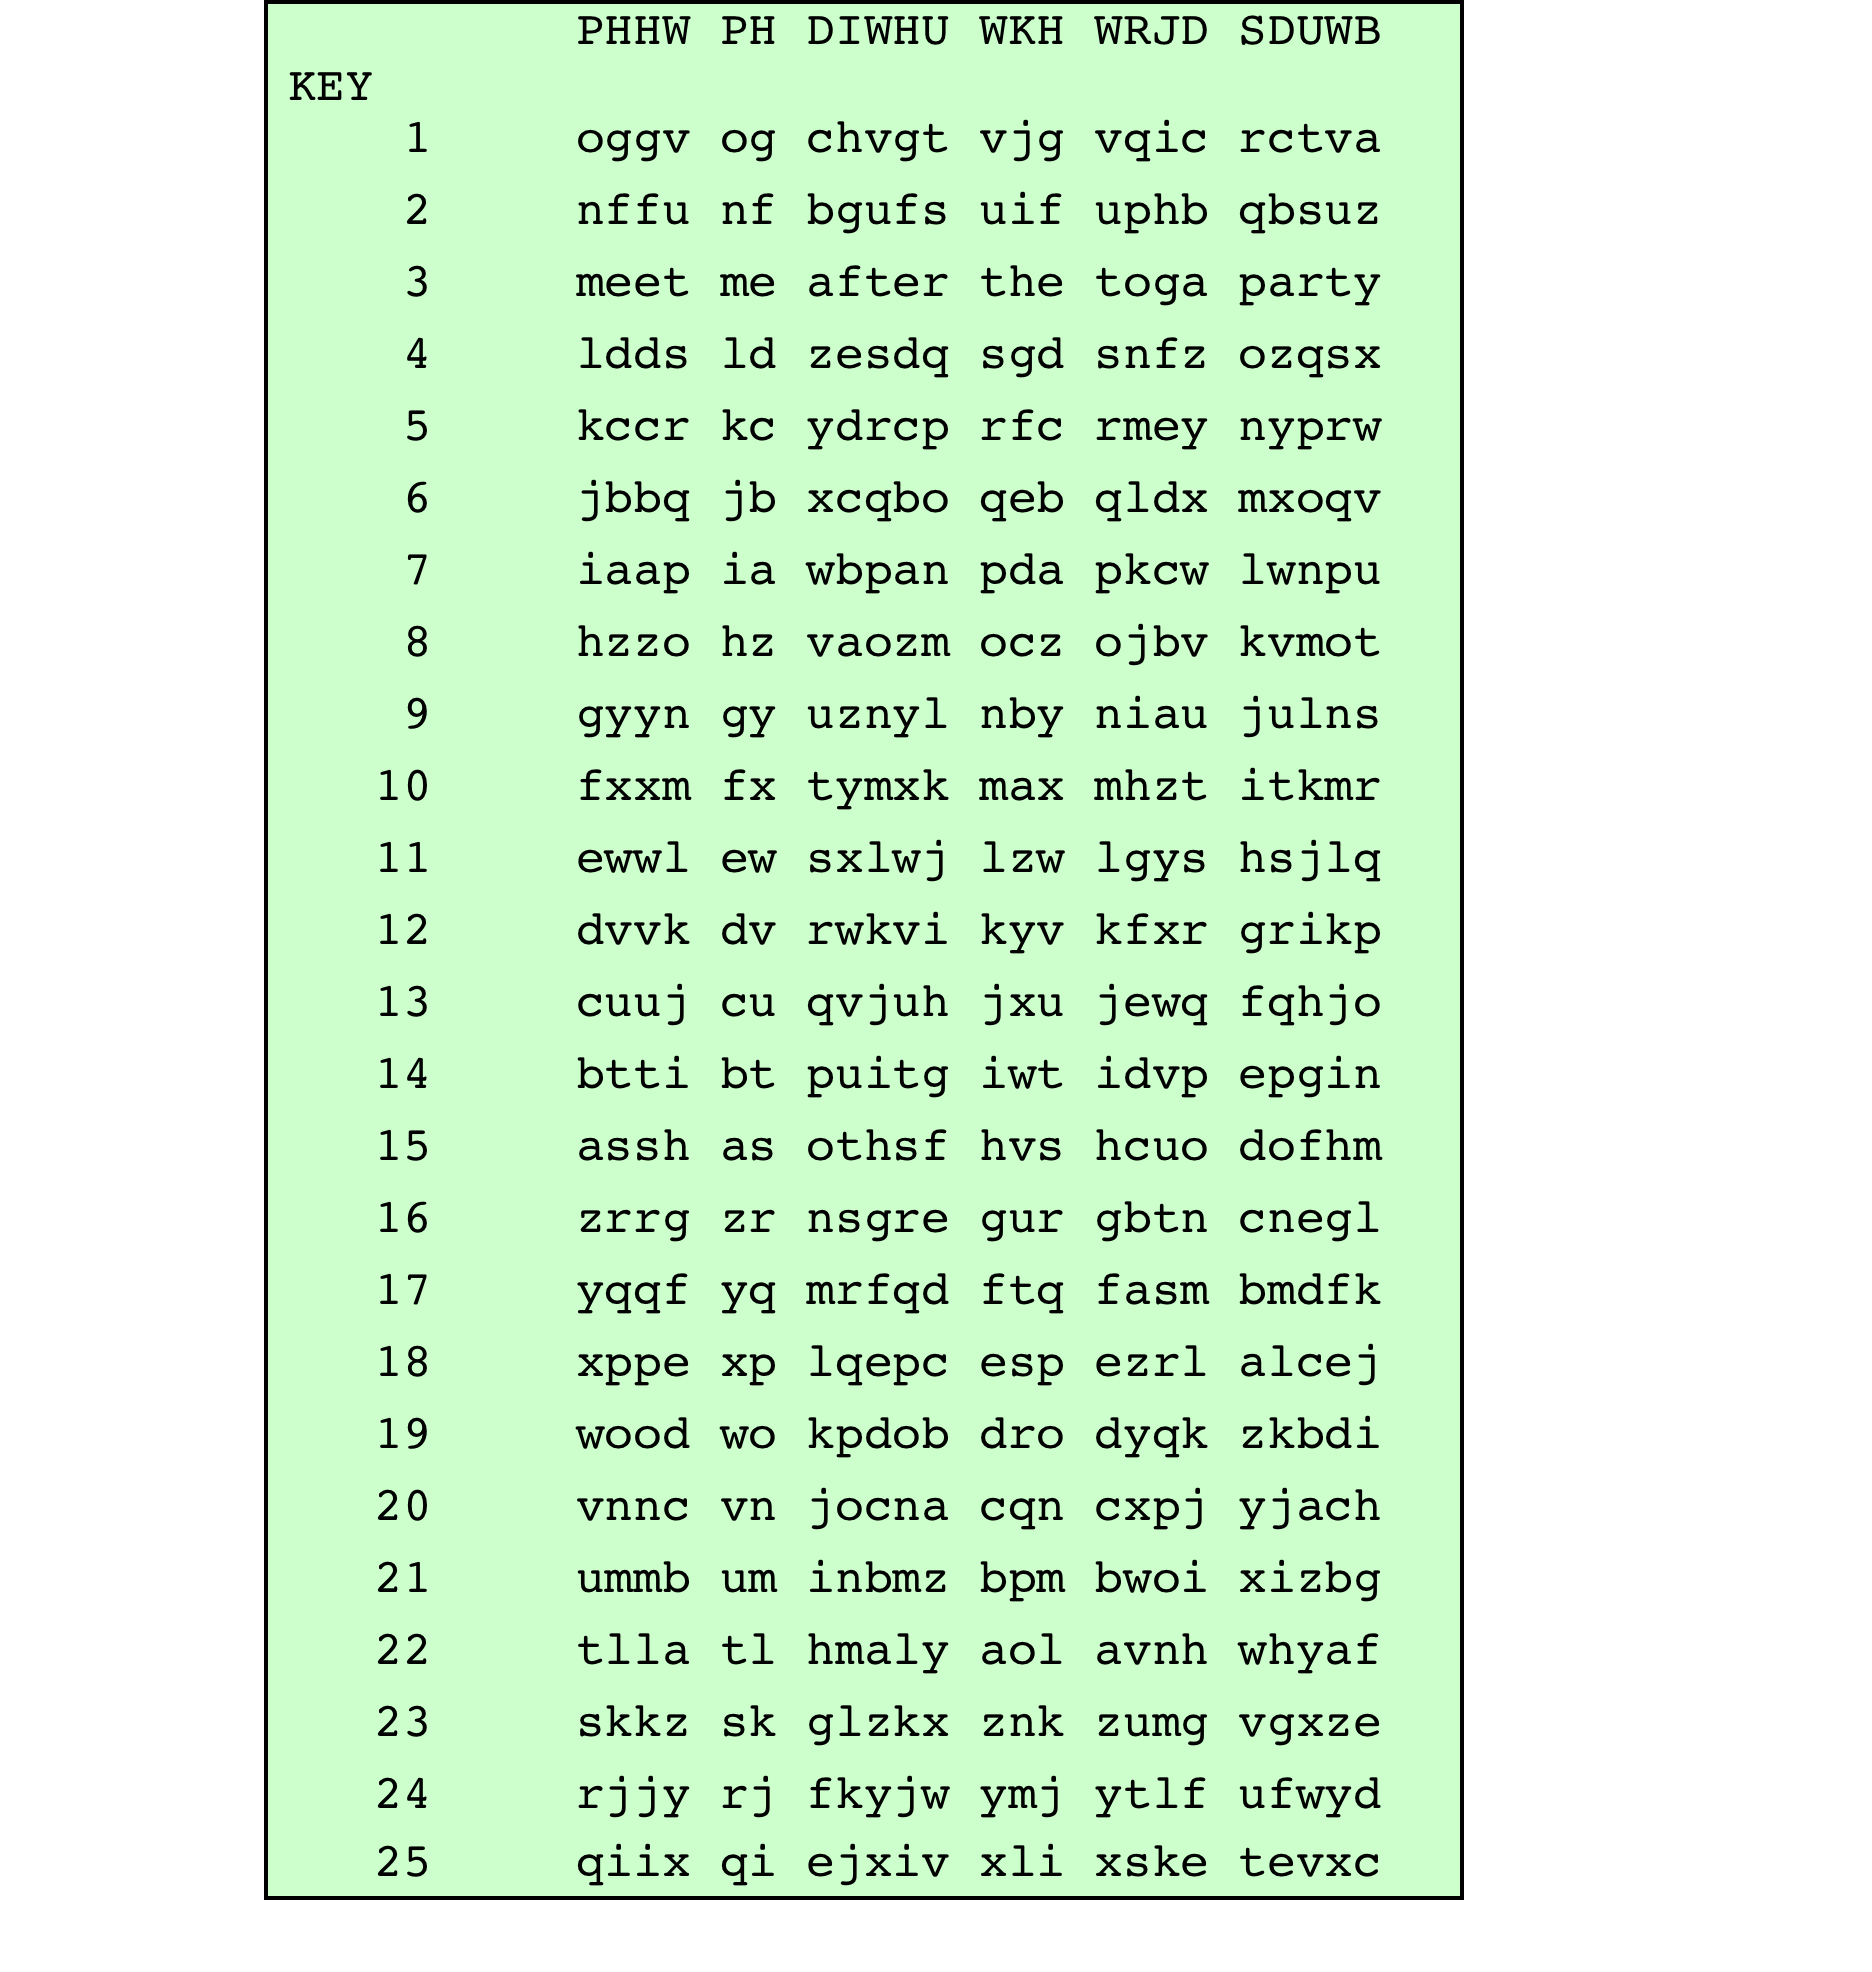 PHHW PH DIWHU WKH WRJD SDUWB
KEY
1 oggv og chvgt vjg vqic rctva
2 nffu nf bgufs uif uphb qbsuz
3 meet me after the toga party
4 ldds ld zesdq sgd snfz ozqsx
5 kccr kc ydrcp rfc rmey nyprw
6 jbbq jb xcqbo qeb qldx mxoqv
7 iaap ia wbpan pda pkcw lwnpu
8 hzzo hz vaozm ocz ojbv kvmot
9 gyyn gy uznyl nby niau julns
10 fxxm fx tymxk max mhzt itkmr
11 ewwl ew sxlwj lzw lgys hsjlq
12 dvvk dv rwkvi kyv kfxr grikp
13 cuuj cu qvjuh jxu jewq fqhjo
14 btti bt puitg iwt idvp epgin
15 assh as othsf hvs hcuo dofhm
16 zrrg zr nsgre gur gbtn cnegl
17 yqqf yq mrfqd ftq fasm bmdfk
18 xppe xp lqepc esp ezrl alcej
19 wood wo kpdob dro dyqk zkbdi
20 vnnc vn jocna cqn cxpj yjach
21 ummb um inbmz bpm bwoi xizbg
22 tlla tl hmaly aol avnh whyaf
23 skkz sk glzkx znk zumg vgxze
24 rjjy rj fkyjw ymj ytlf ufwyd
25 qiix qi ejxiv xli xske tevxc